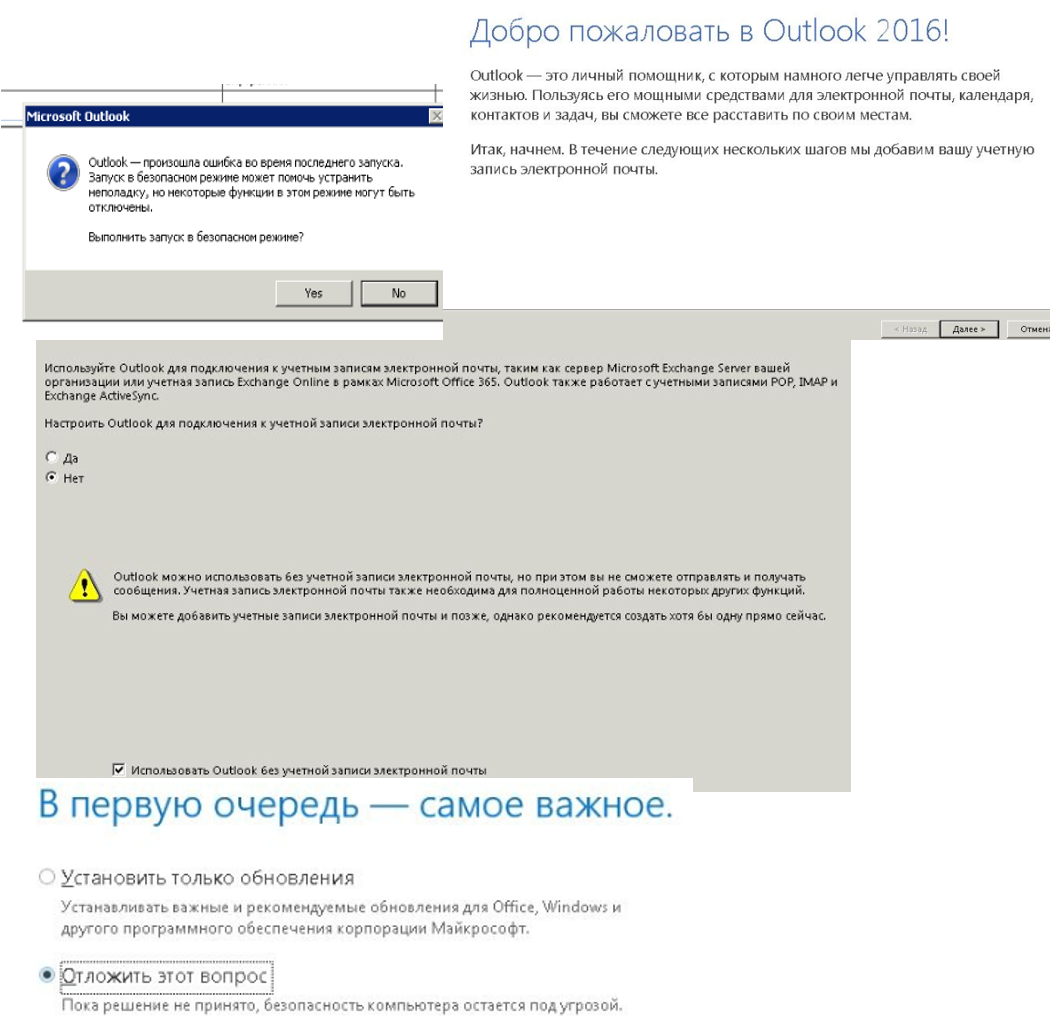 Добро пожаловать в Outlook 2016!
Outlook — это личный помощник, с которым намного легче управлять своей
жизнью. Пользуясь его мощными средствами для электронной почты, календаря,
контактов и задач, вы сможете все расставить по своим местам.
Итак, начнем. В течение следующих нескольких шагов мы добавим вашу учетную
запись электронной почты.
< Назад
Далее >
Microsoft Outlook
Outlook — произошла ошибка во время последнего запуска.
Запуск в безопасном режиме может помочь устранить
неполадку, но некоторые функции в этом режиме могут быть
отключены.
Выполнить запуск в безопасном режиме?
Yes
No
Используйте Outlook для подключения к учетным записям электронной почты, таким как сервер Microsoft Exchange Server вашей
организации или учетная запись Exchange Online в рамках Microsoft Office 365. Outlook также работает с учетными записями POP, IMAP и
Exchange ActiveSync.
Настроить Outlook для подключения к учетной записи электронной почты?
Да
Нет
Outlook можно использовать без учетной записи электронной почты, но при этом вы не сможете отправлять и получать
сообщения. Учетная запись электронной почты также необходима для полноценной работы некоторых других функций.
Вы можете добавить учетные записи электронной почты и позже, однако рекомендуется создать хотя бы одну прямо сейчас.
Использовать Outlook без учетной записи электронной почты
В первую очередь — самое важное.
Установить только обновления
Устанавливать важные и рекомендуемые обновления для Office, Windows и
другого программного обеспечения корпорации Майкрософт.
Отложить этот вопрос
Пока решение не принято, безопасность компьютера остается под угрозой.